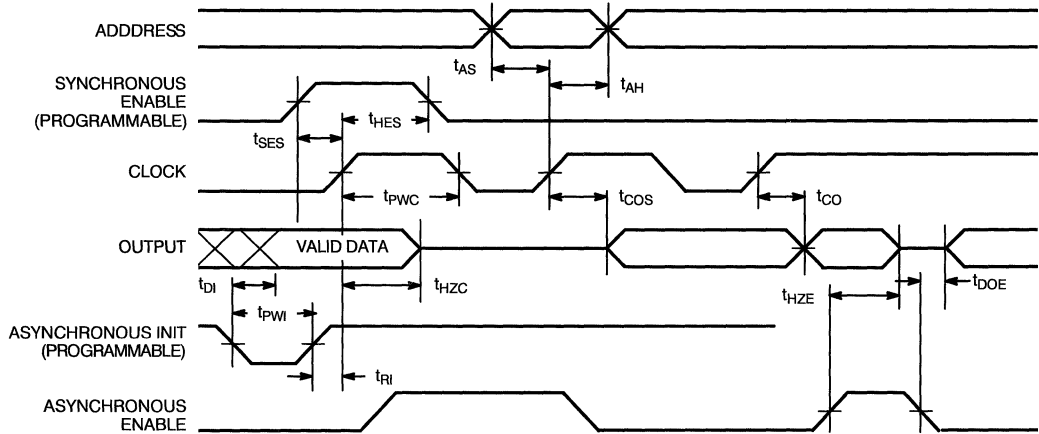 ADDDRESS
tAS
tAH
SYNCHRONOUS
ENABLE
(PROGRAMMABLE)
tSES
tHES
CLOCK
tPWC
tCOS
tCO
OUTPUT
VALID DATA
tDI
tHZC
tHZE
tDOE
tPWI
ASYNCHRONOUS INIT
(PROGRAMMABLE)
tRI
ASYNCHRONOUS
ENABLE